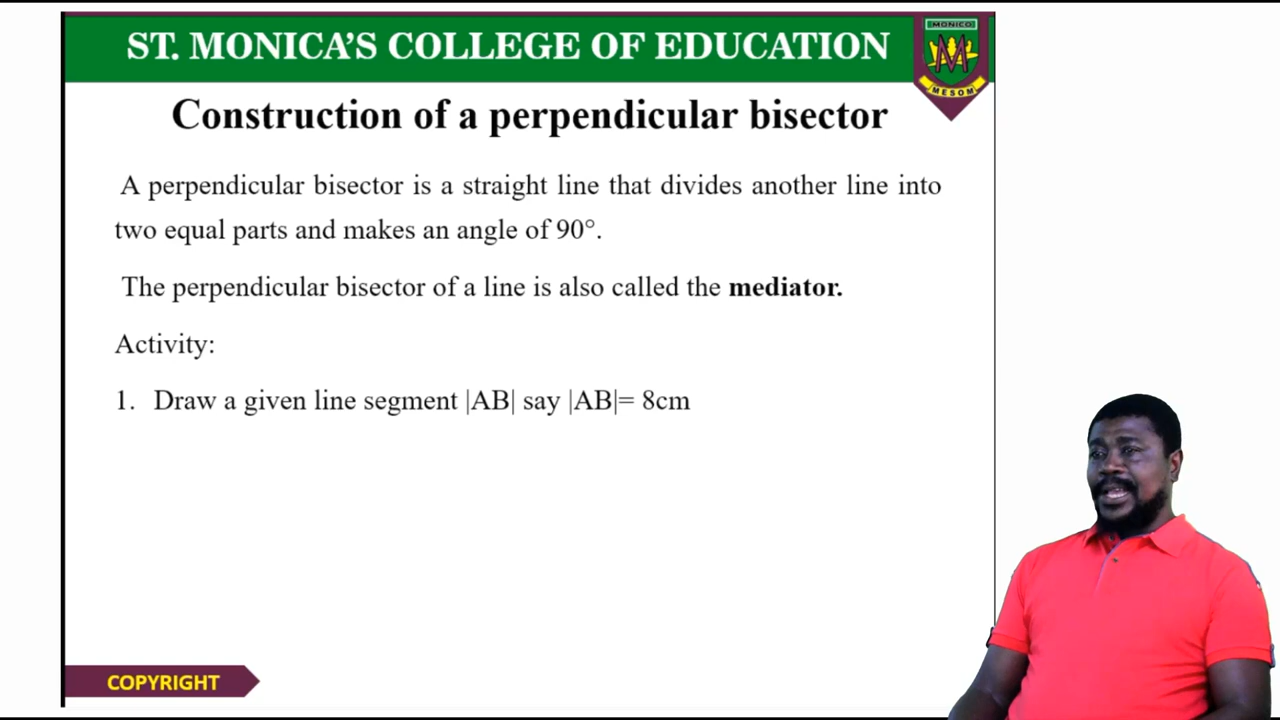 ST. MONICA'S COLLEGE OF EDUCATION
MONICO
M
MESOM
Construction of a perpendicular bisector
A perpendicular bisector is a straight line that divides another line into
two equal parts and makes an angle of 90°.
The perpendicular bisector of a line is also called the mediator.
Activity:
1. Draw a given line segment |AB| say |AB|= 8cm
COPYRIGHT